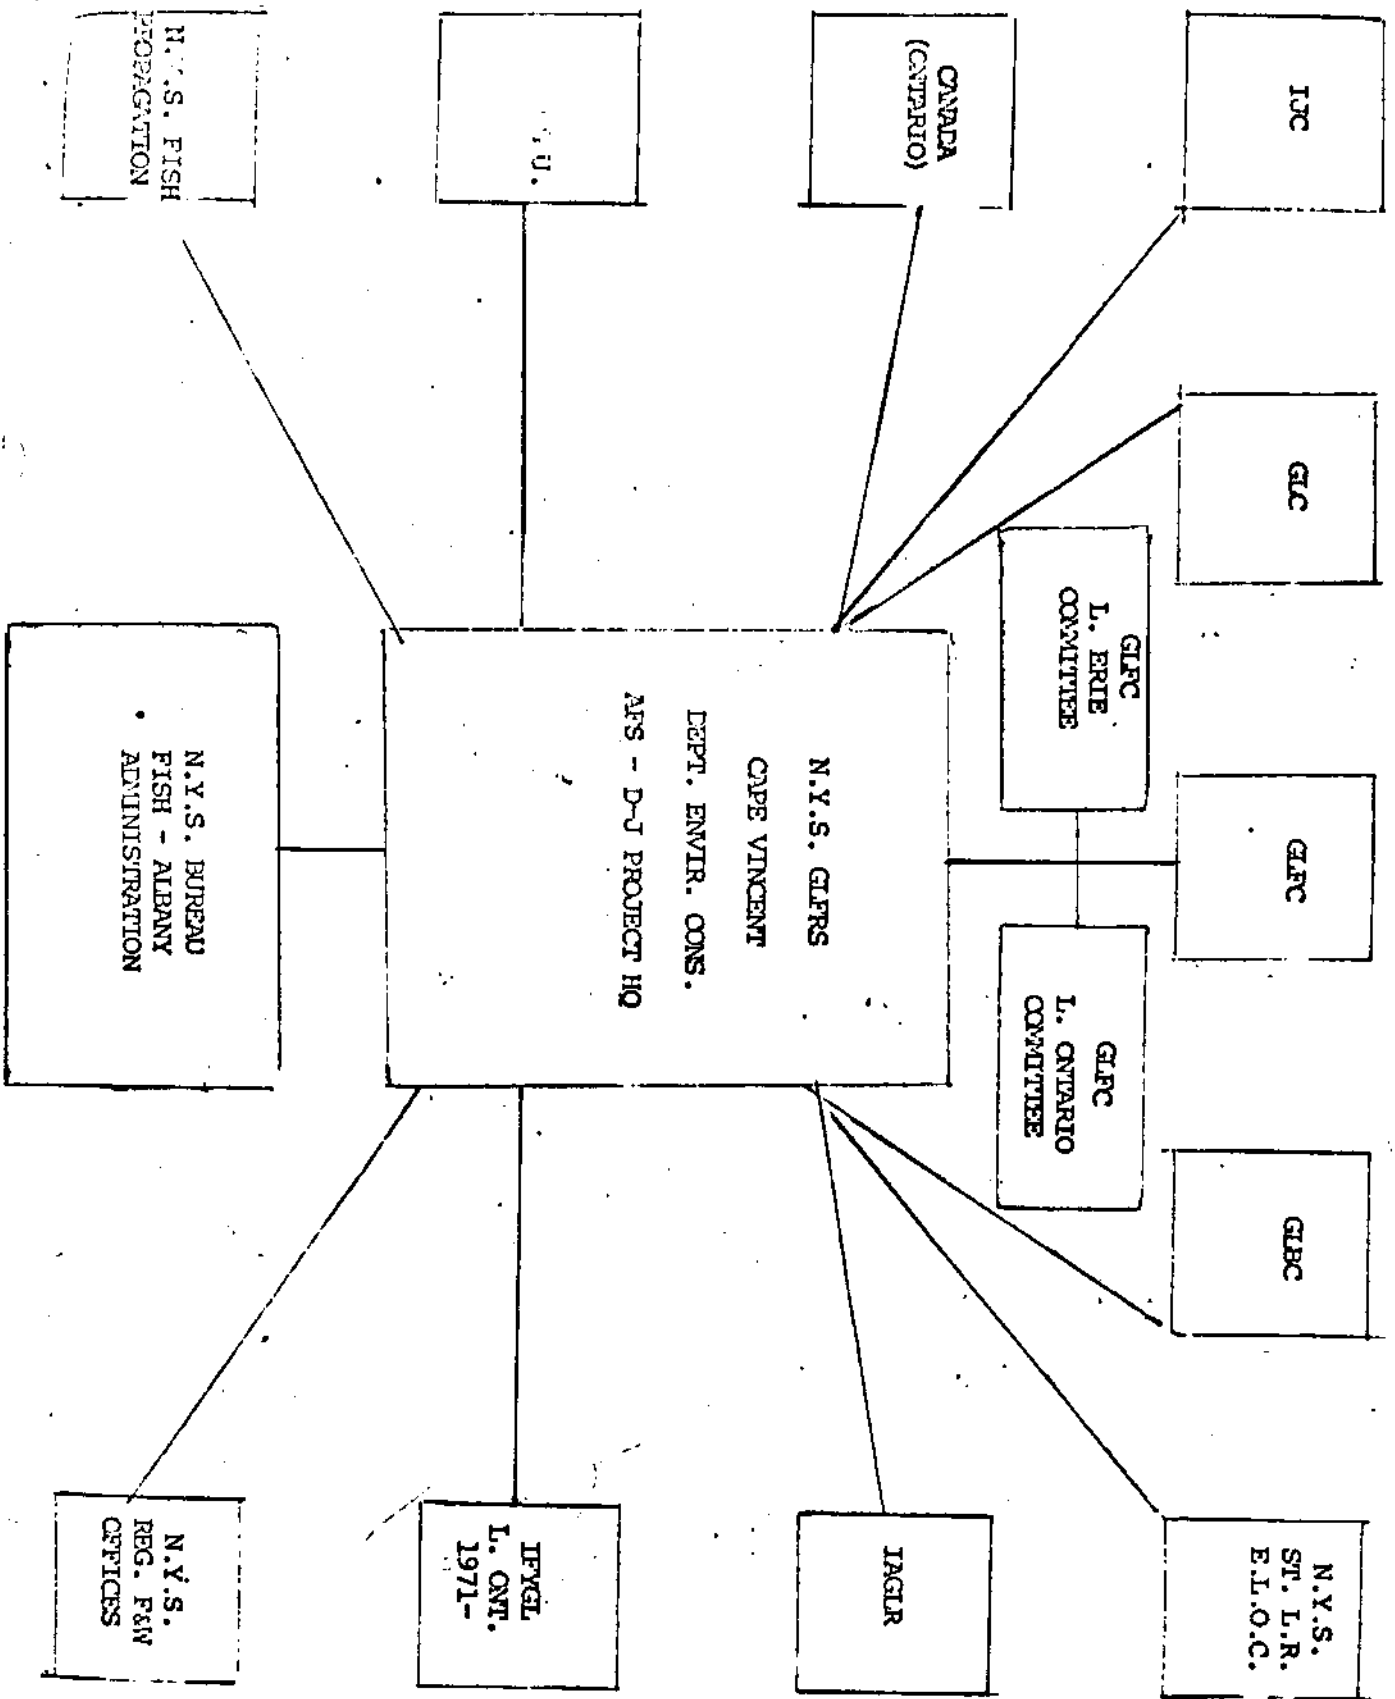 IJC
GLC
GLFC
GLBC
N.Y.S.
ST. L.R.
E.L.O.C.
GLFC
L. ERIE
COMMITTEE
GLFC
L. ONTARIO
COMMITTEE
CANADA
(ONTARIO)
IAGLR
N.Y.S. GLFRS
CAPE VINCENT
DEPT. ENVIR. CONS.
AFS - D-J PROJECT HQ
U.
IFYGL
L. ONT.
1971-
N.Y.S. FISH
PROPAGATION
N.Y.S. BUREAU
FISH - ALBANY
ADMINISTRATION
N.Y.S.
REG. F&W
OFFICES